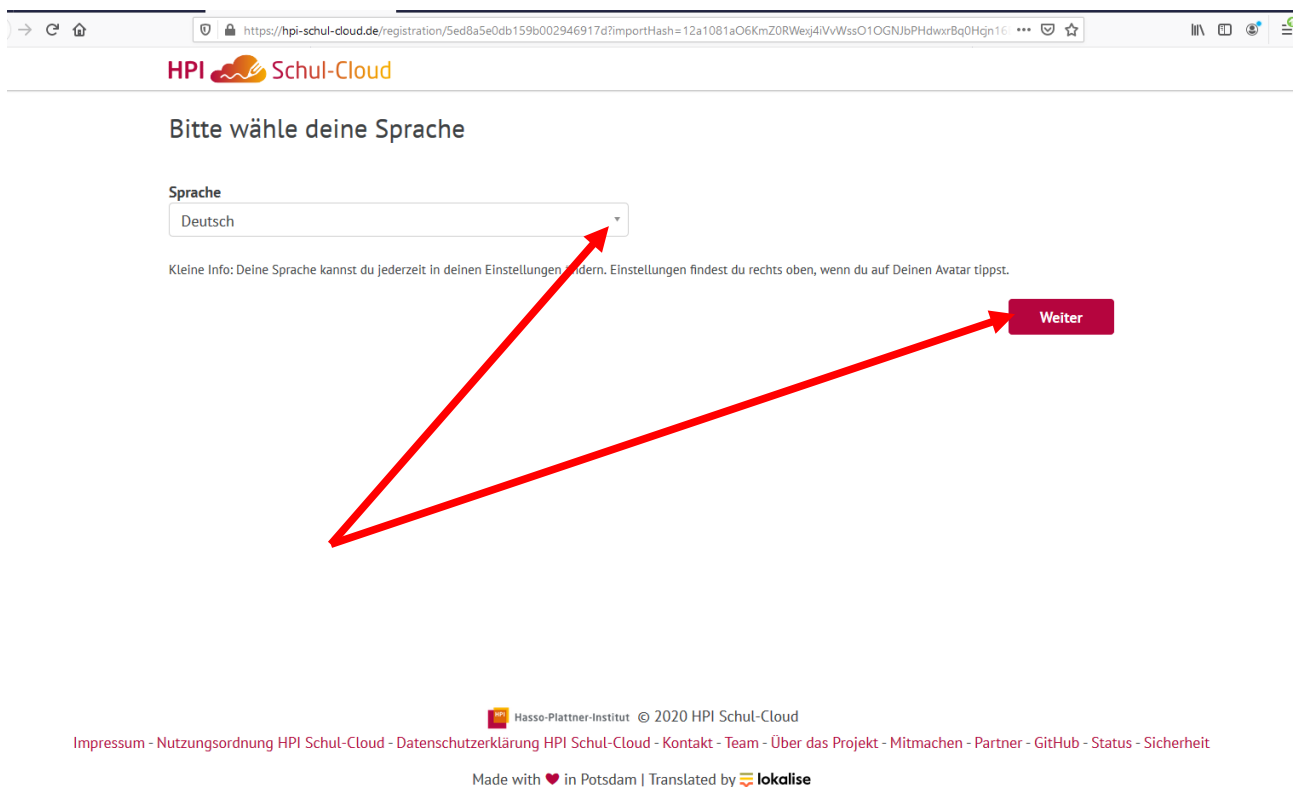 https://hpi-schul-cloud.de/registration/5ed8a5e0db159b002946917d?importHash=12a1081aO6KmZ0RWexj4iVvWssO1OGNJbPHdwxrBq0Hgjn16
HPI Schul-Cloud
Bitte wähle deine Sprache
Sprache
Deutsch
Kleine Info: Deine Sprache kannst du jederzeit in deinen Einstellungen ändern. Einstellungen findest du rechts oben, wenn du auf Deinen Avatar tippst.
Weiter
HPI Hasso-Plattner-Institut © 2020 HPI Schul-Cloud
Impressum - Nutzungsordnung HPI Schul-Cloud - Datenschutzerklärung HPI Schul-Cloud - Kontakt - Team - Über das Projekt - Mitmachen - Partner - GitHub - Status - Sicherheit
Made with ♥ in Potsdam | Translated by lokalise